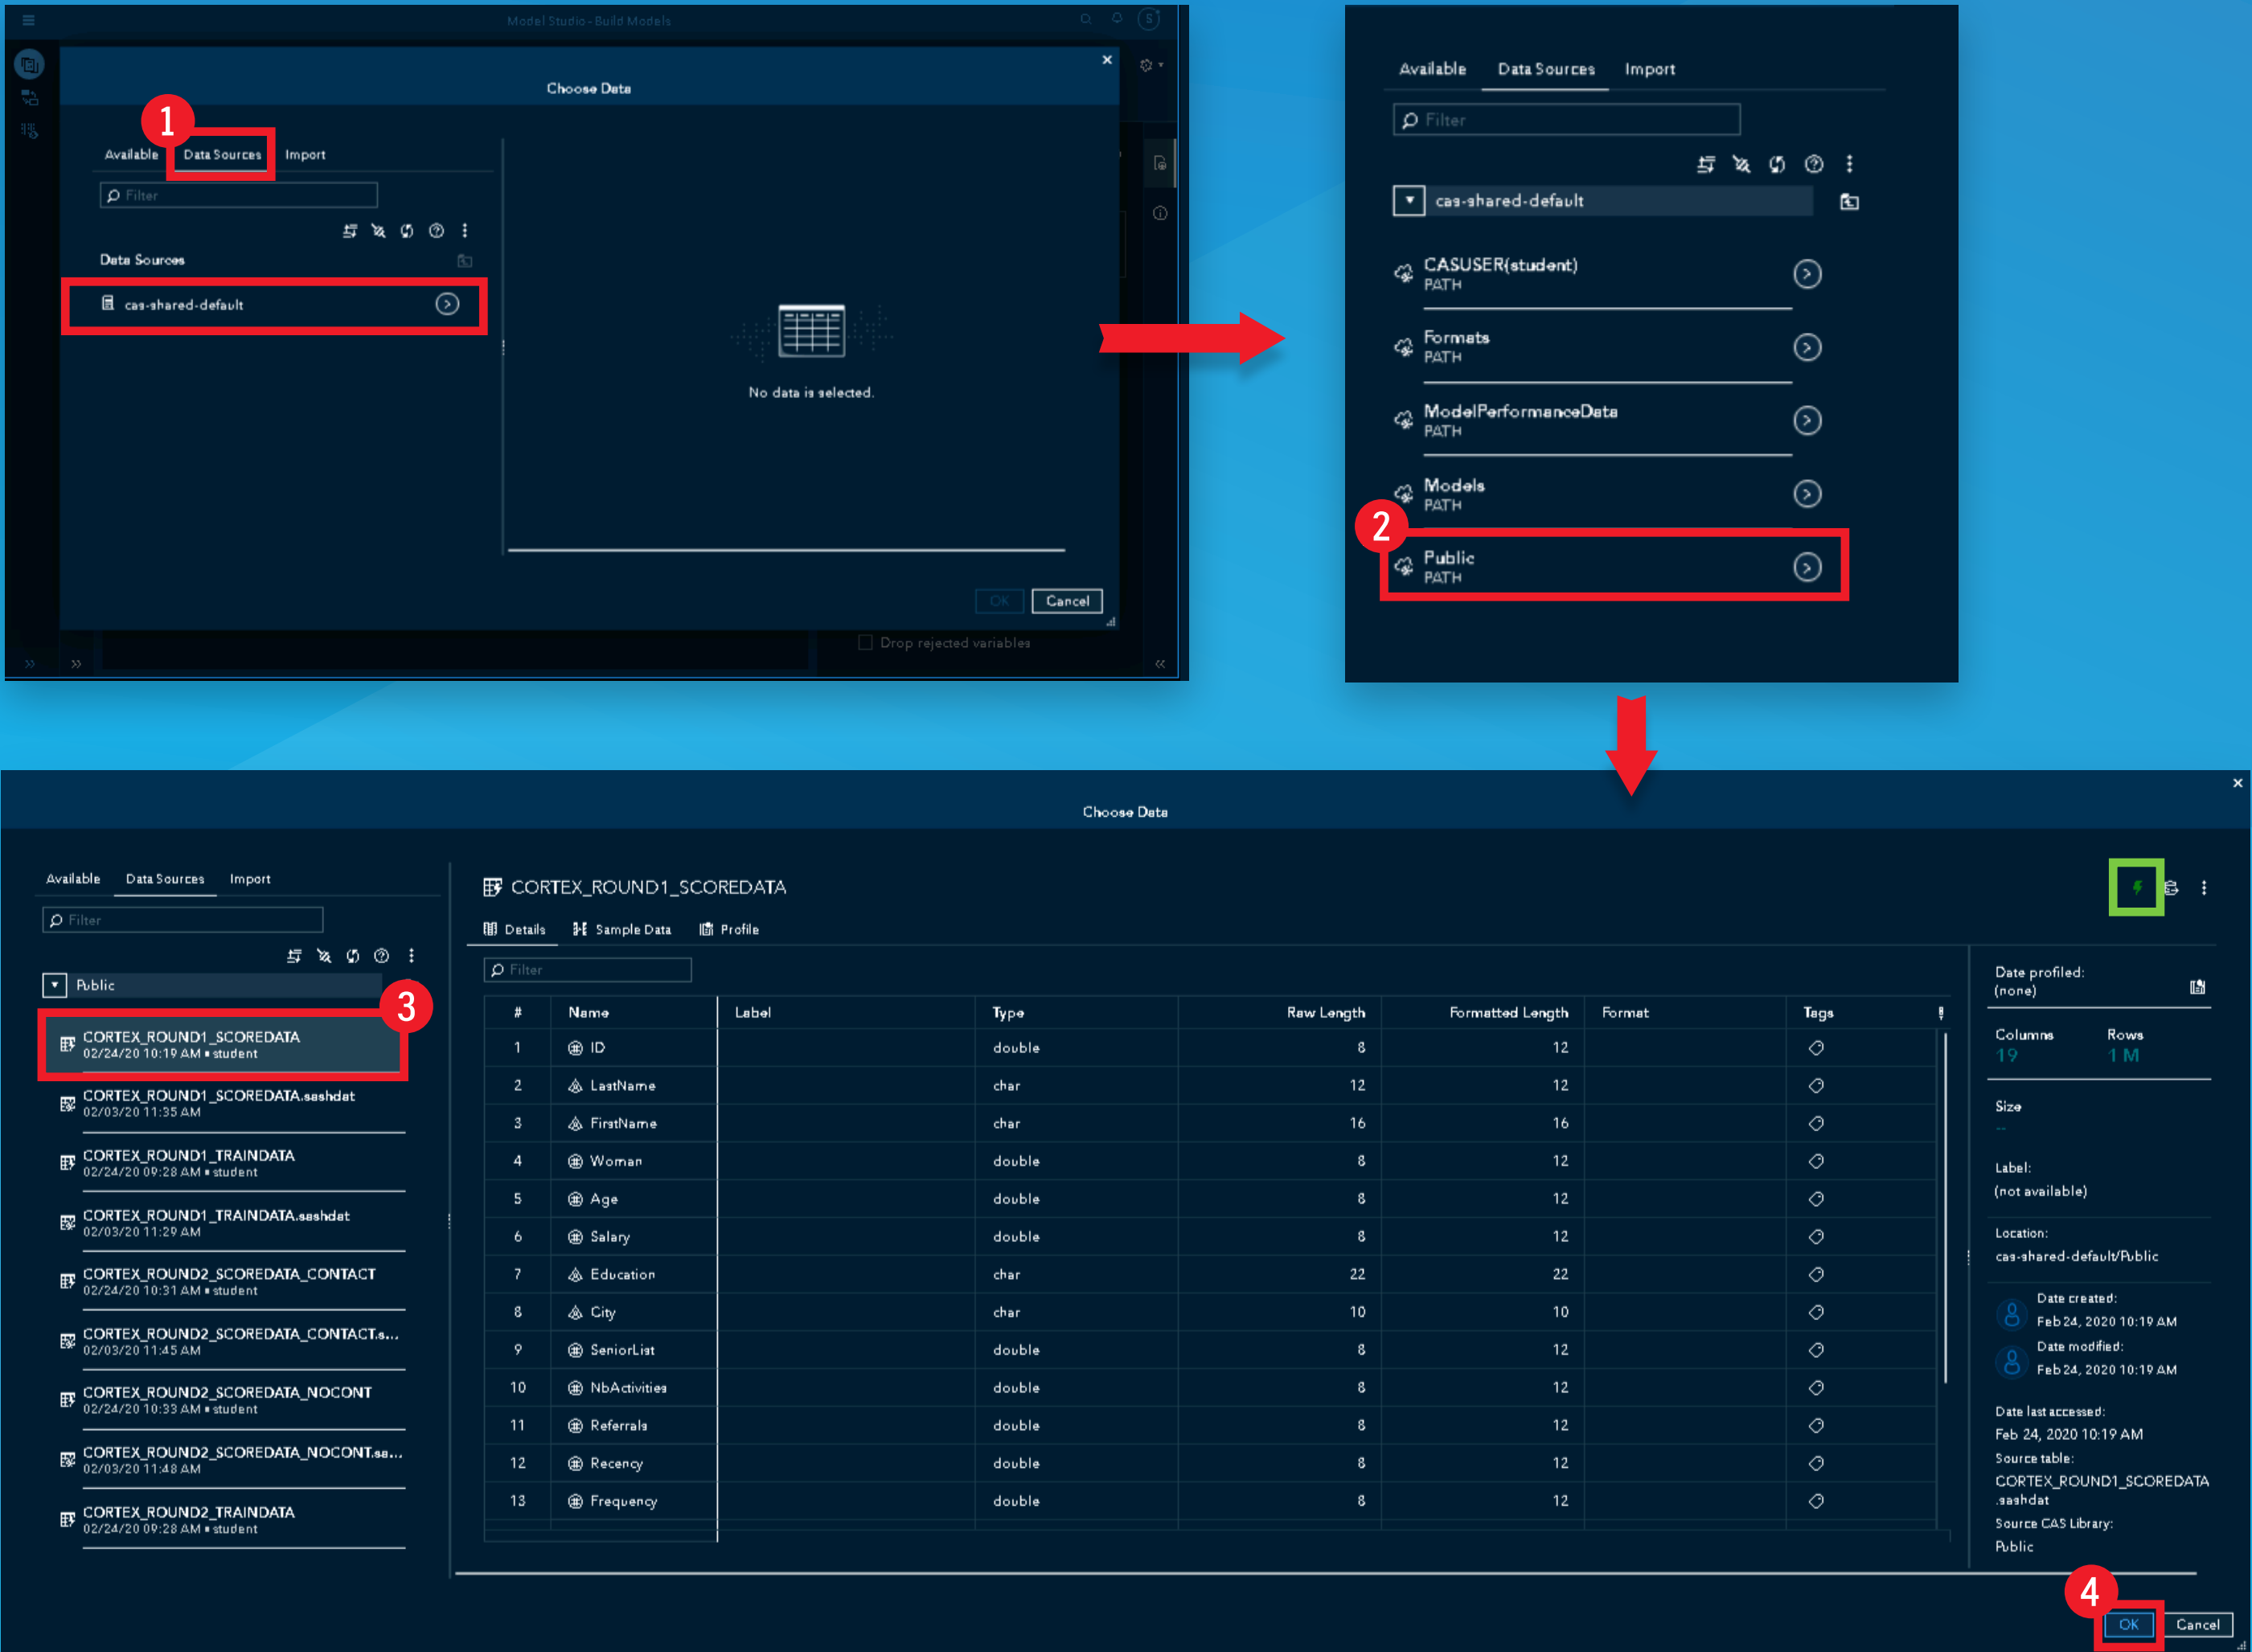 Model Studio - Build Models
S
Choose Data
1
Available Data Sources Import
Filter
Data Sources
cas-shared-default
No data is selected.
OK Cancel
Drop rejected variables
Available Data Sources Import
Filter
cas-shared-default
CASUSER(student)
PATH
Formats
PATH
ModelPerformanceData
PATH
Models
PATH
2
Public
PATH
Choose Data
Available Data Sources Import
Filter
Public
3
CORTEX_ROUND1_SCOREDATA
02/24/20 10:19 AM • student
CORTEX_ROUND1_SCOREDATA.sashdat
02/03/20 11:35 AM
CORTEX_ROUND1_TRAINDATA
02/24/20 09:28 AM • student
CORTEX_ROUND1_TRAINDATA.sashdat
02/03/20 11:29 AM
CORTEX_ROUND2_SCOREDATA_CONTACT
02/24/20 10:31 AM • student
CORTEX_ROUND2_SCOREDATA_CONTACT.s...
02/03/20 11:45 AM
CORTEX_ROUND2_SCOREDATA_NOCONT
02/24/20 10:33 AM • student
CORTEX_ROUND2_SCOREDATA_NOCONT.sa...
02/03/20 11:48 AM
CORTEX_ROUND2_TRAINDATA
02/24/20 09:28 AM • student
CORTEX_ROUND1_SCOREDATA
Details Sample Data Profile
Filter
# Name Label Type Raw Length Formatted Length Format Tags
1 ID double 8 12
2 LastName char 12 12
3 FirstName char 16 16
4 Woman double 8 12
5 Age double 8 12
6 Salary double 8 12
7 Education char 22 22
8 City char 10 10
9 SeniorList double 8 12
10 NbActivities double 8 12
11 Referrals double 8 12
12 Recency double 8 12
13 Frequency double 8 12
Date profiled:
(none)
Columns Rows
19 1 M
Size
--
Label:
(not available)
Location:
cas-shared-default/Public
Date created:
Feb 24, 2020 10:19 AM
Date modified:
Feb 24, 2020 10:19 AM
Date last accessed:
Feb 24, 2020 10:19 AM
Source table:
CORTEX_ROUND1_SCOREDATA
.sashdat
Source CAS Library:
Public
4
OK Cancel